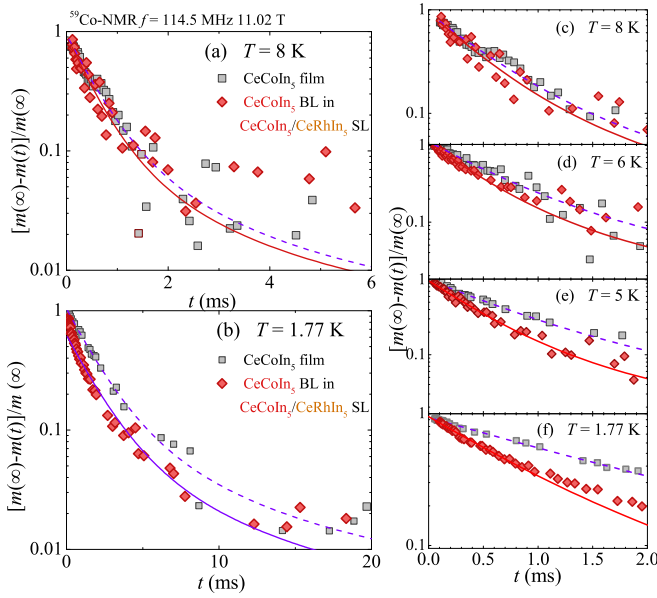 ⁵⁹Co-NMR f = 114.5 MHz 11.02 T
(a) T = 8 K
CeCoIn₅ film
CeCoIn₅ BL in
CeCoIn₅/CeRhIn₅ SL
[m(∞)-m(t)]/m(∞)
1
0.1
0.01
0 2 4 6
t (ms)
(b) T = 1.77 K
CeCoIn₅ film
CeCoIn₅ BL in
CeCoIn₅/CeRhIn₅ SL
[m(∞)-m(t)]/m (∞)
1
0.1
0.01
0 5 10 15 20
t (ms)
(c) T = 8 K
0.1
1
(d) T = 6 K
0.1
1
(e) T = 5 K
0.1
1
(f) T = 1.77 K
0.1
[m(∞)-m(t)]/m(∞)
0.0 0.5 1.0 1.5 2.0
t (ms)